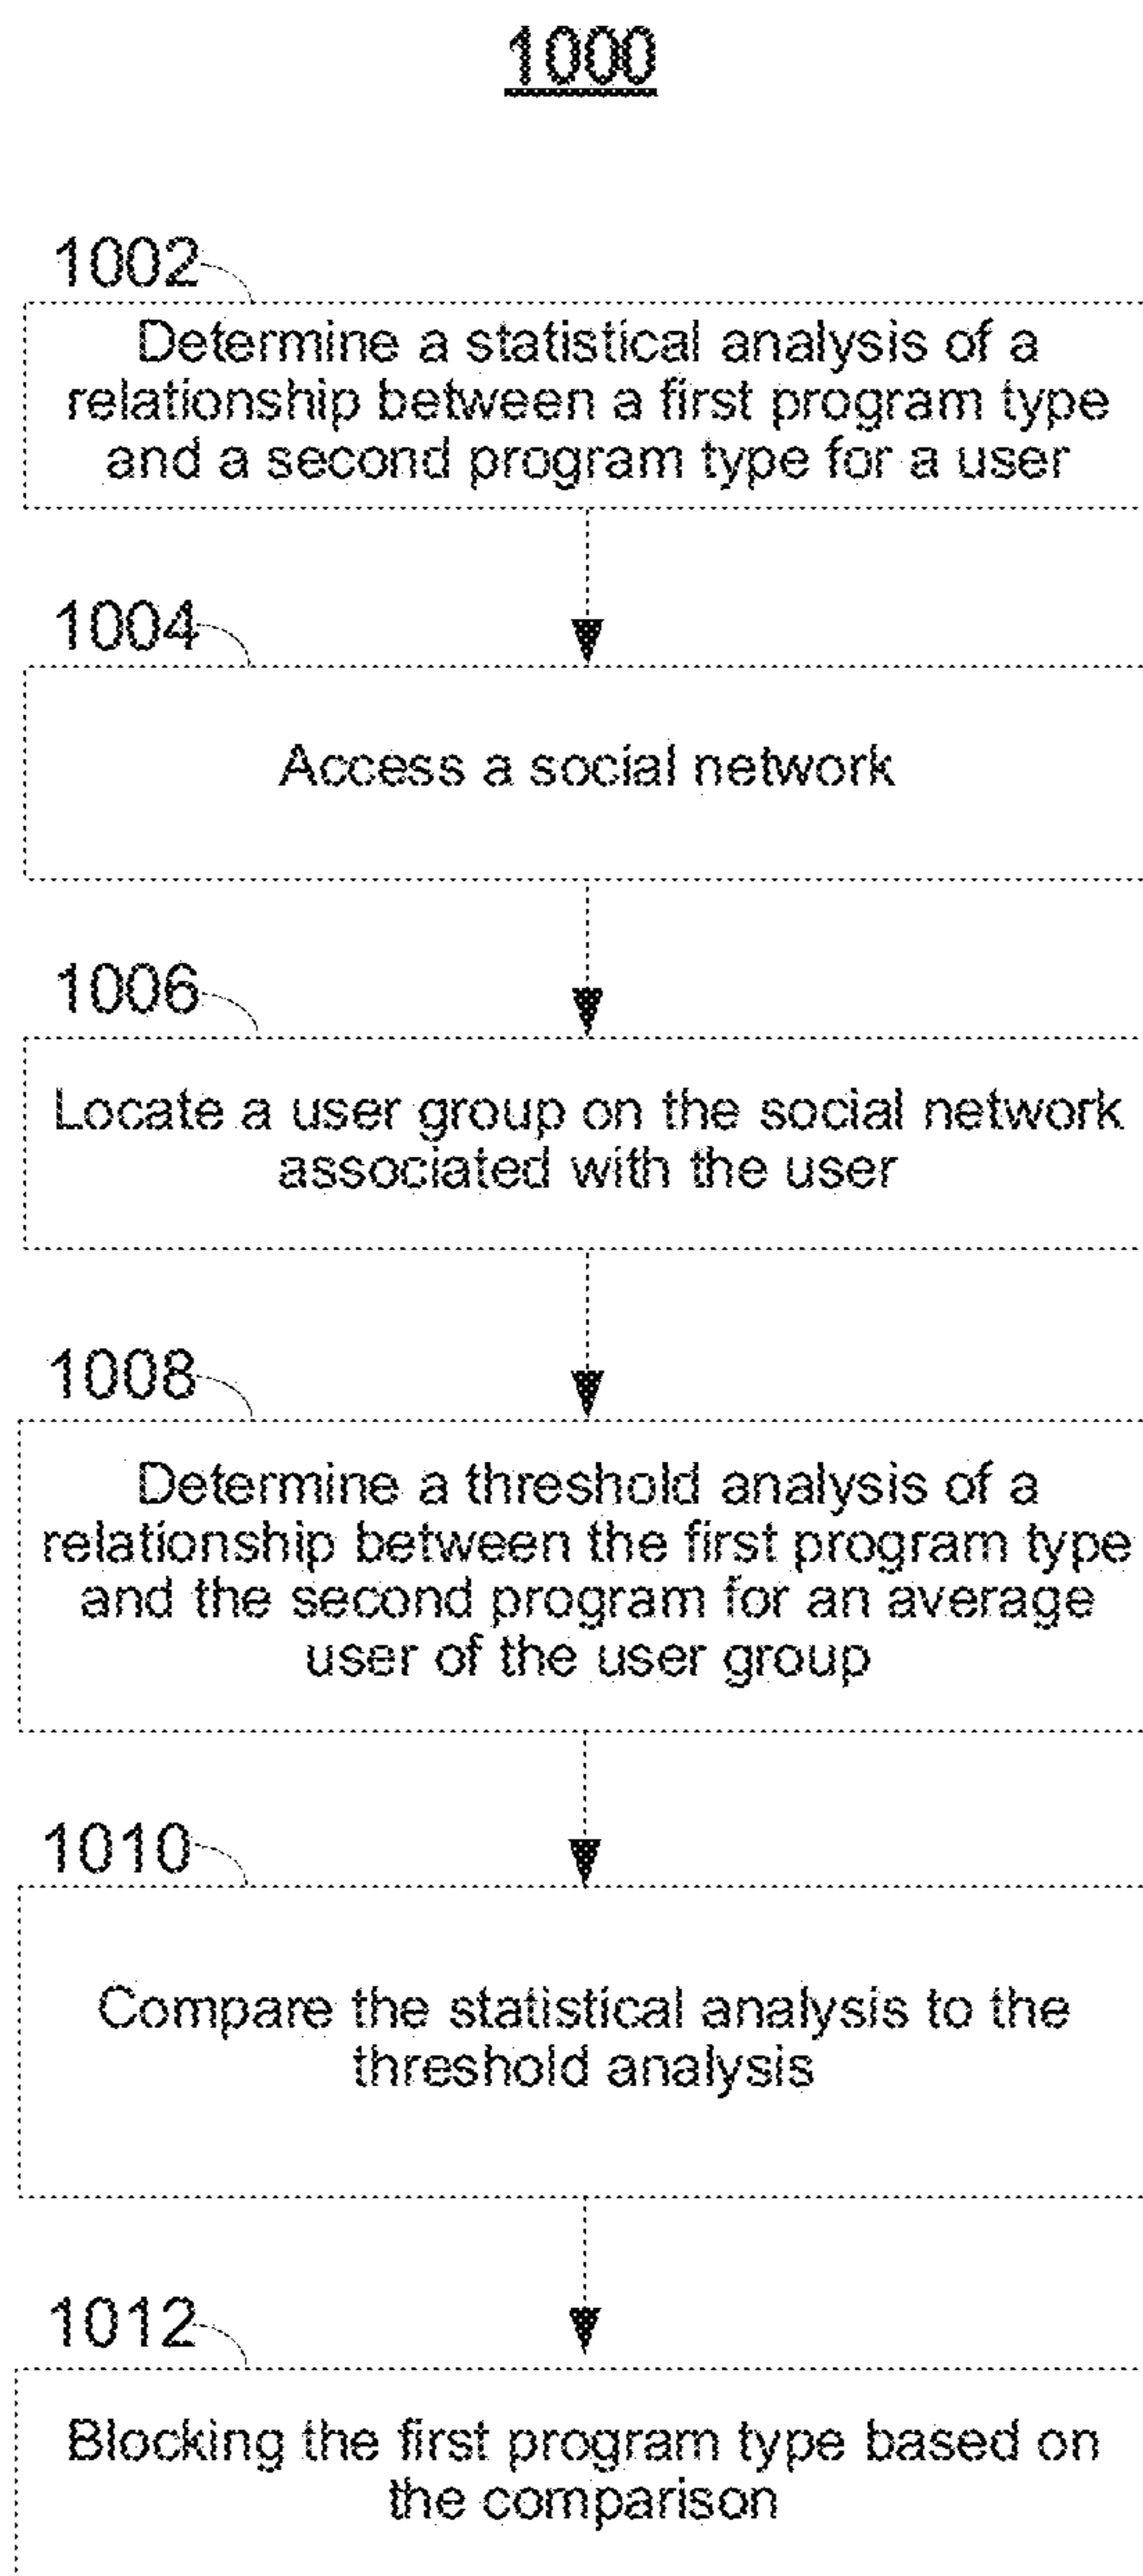 1000
1002
Determine a statistical analysis of a
relationship between a first program type
and a second program type for a user
1004
Access a social network
1006
Locate a user group on the social network
associated with the user
1008
Determine a threshold analysis of a
relationship between the first program type
and the second program for an average
user of the user group
1010
Compare the statistical analysis to the
threshold analysis
1012
Blocking the first program type based on
the comparison